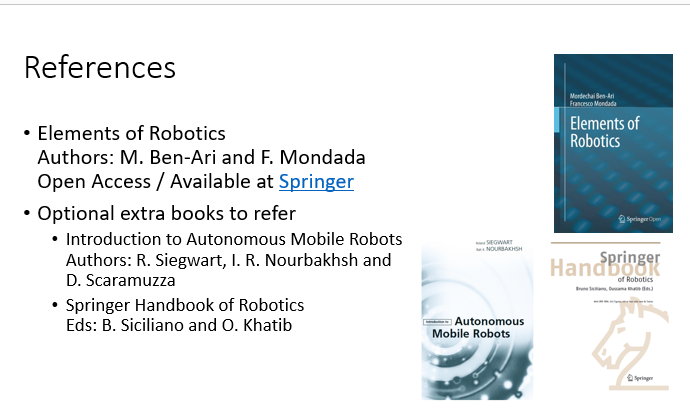 References
• Elements of Robotics
Authors: M. Ben-Ari and F. Mondada
Open Access / Available at Springer
• Optional extra books to refer
• Introduction to Autonomous Mobile Robots
Authors: R. Siegwart, I. R. Nourbakhsh and
D. Scaramuzza
• Springer Handbook of Robotics
Eds: B. Siciliano and O. Khatib
Mordechai Ben-Ari
Francesco Mondada
Elements of
Robotics
Springer Open
SIEGWART
NOURBAKHSH
Introduction to Autonomous
Mobile Robots
Springer
Handbook
of Robotics
Bruno Siciliano, Oussama Khatib (Eds.)
Springer